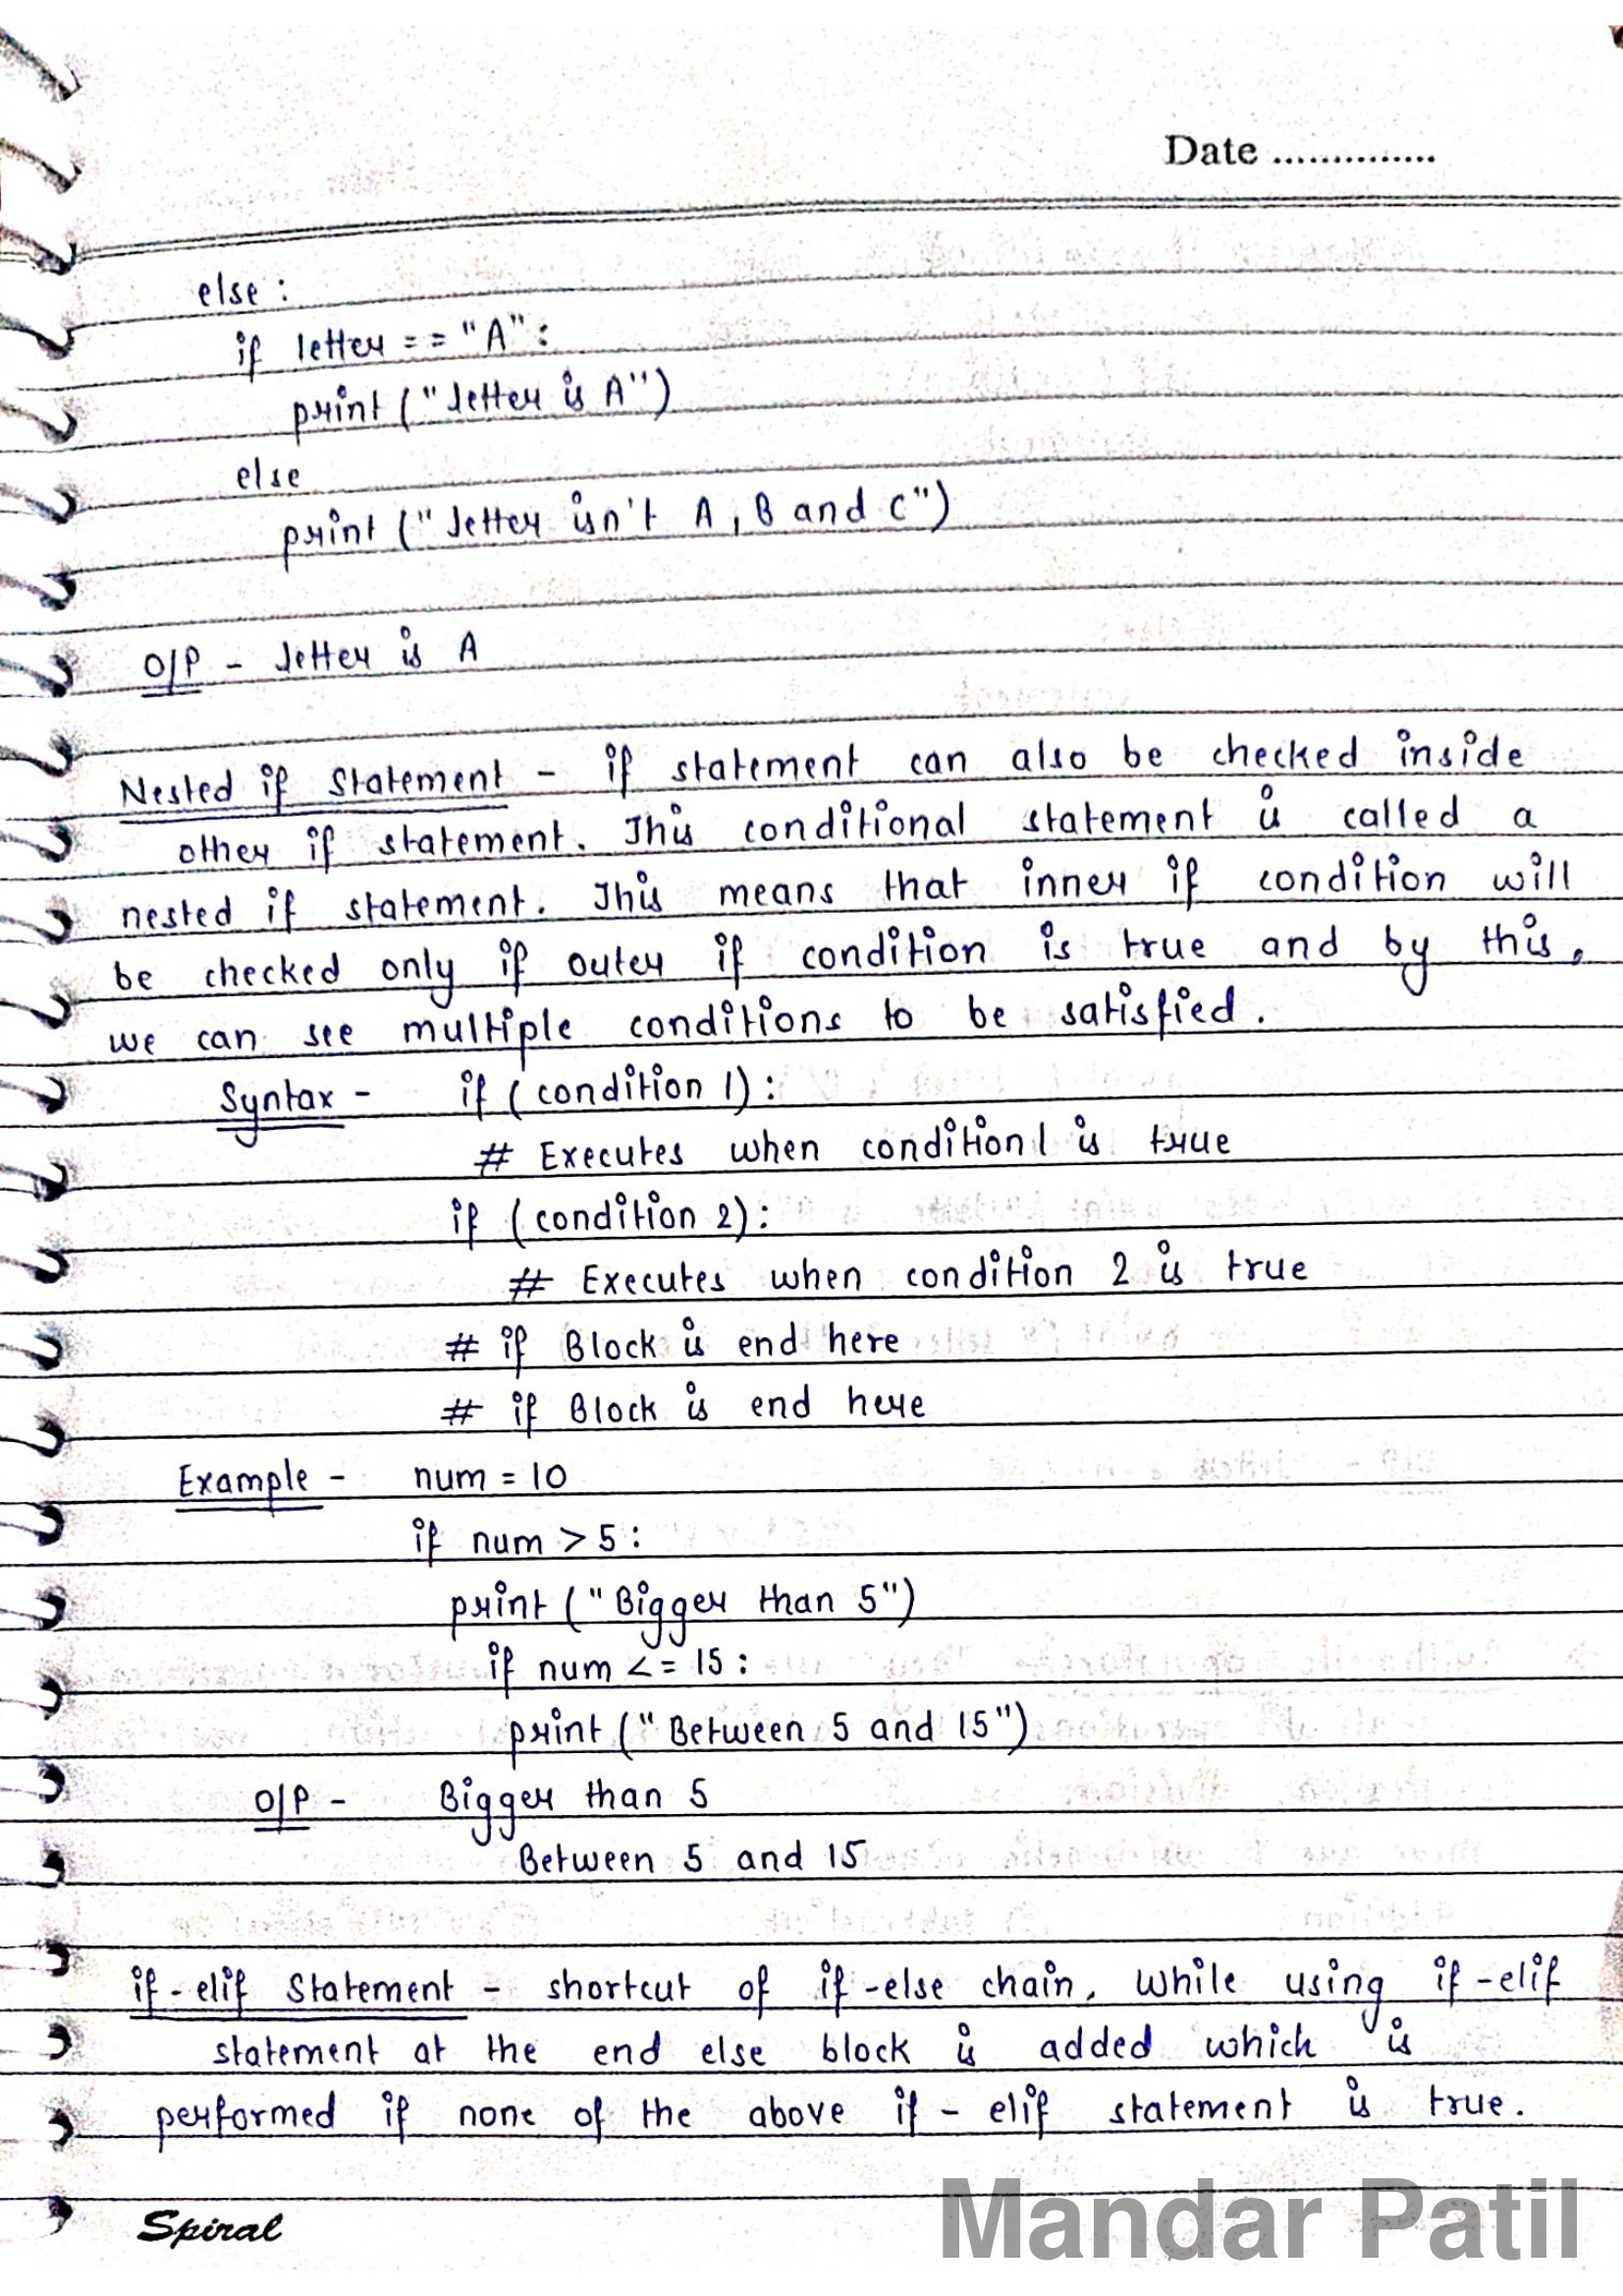 Date ..............
else :
if letter == "A" :
print ("letter is A")
else
print ("letter isn't A, B and C")
O/P - letter is A
Nested if Statement - if statement can also be checked inside
other if statement. This conditional statement is called a
nested if statement. This means that inner if condition will
be checked only if outer if condition is true and by this,
we can see multiple conditions to be satisfied.
Syntax - if (condition 1) :
# Executes when condition 1 is true
if (condition 2) :
# Executes when condition 2 is true
# if Block is end here
# if Block is end here
Example - num = 10
if num > 5 :
print ("Bigger than 5")
if num <= 15 :
print ("Between 5 and 15")
O/P - Bigger than 5
Between 5 and 15
if - elif Statement - shortcut of if -else chain, while using if -elif
statement at the end else block is added which is
performed if none of the above if - elif statement is true.
Spiral
Mandar Patil